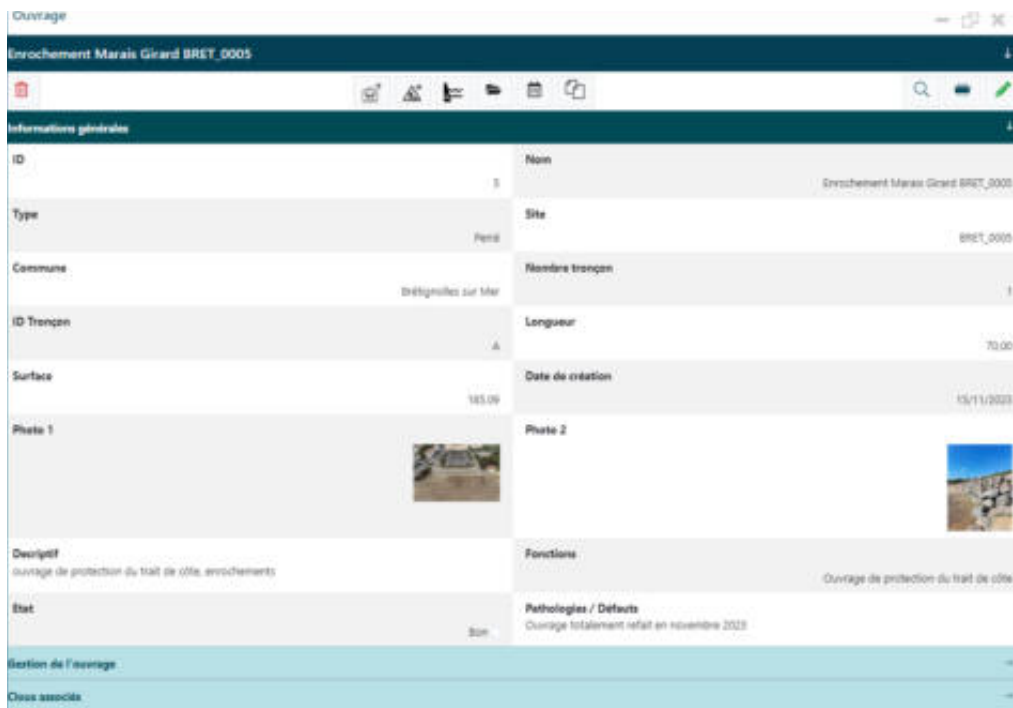 Ouvrage
Enrochement Marais Girard BRET_0005
Informations générales
ID
5
Nom
Enrochement Marais Girard BRET_0005
Type
Perré
Site
BRET_0005
Commune
Brétignolles sur Mer
Nombre tronçon
1
ID Tronçon
A
Longueur
70.00
Surface
185.09
Date de création
15/11/2023
Photo 1
Photo 2
Decriptif
ouvrage de protection du trait de côte, enrochements
Fonctions
Ouvrage de protection du trait de côte
Etat
Bon
Pathologies / Défauts
Ouvrage totalement refait en novembre 2023
Gestion de l'ouvrage
associés